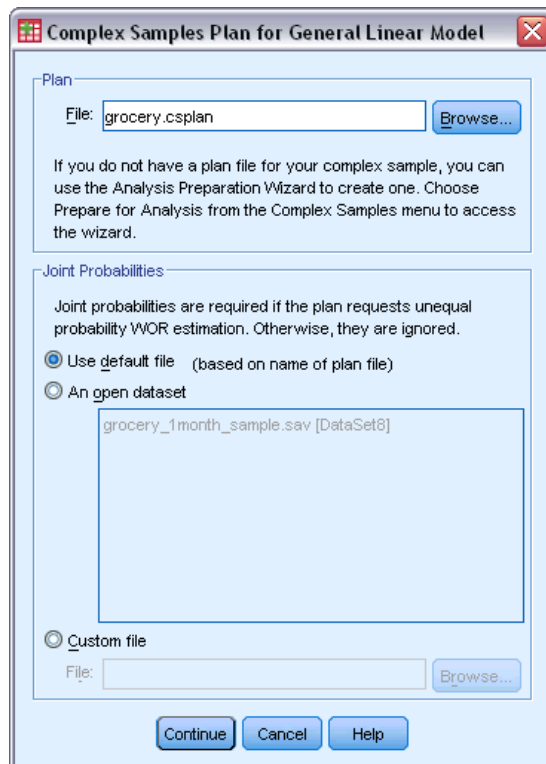 Complex Samples Plan for General Linear Model
Plan
File: grocery.csplan Browse...
If you do not have a plan file for your complex sample, you can
use the Analysis Preparation Wizard to create one. Choose
Prepare for Analysis from the Complex Samples menu to access
the wizard.
Joint Probabilities
Joint probabilities are required if the plan requests unequal
probability WOR estimation. Otherwise, they are ignored.
Use default file (based on name of plan file)
An open dataset
grocery_1month_sample.sav [DataSet8]
Custom file
File: Browse...
Continue Cancel Help